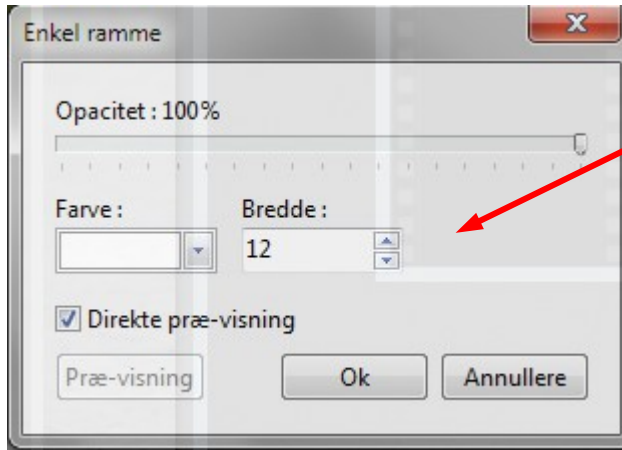 Enkel ramme
Opacitet : 100%
Farve : Bredde :
12
Direkte præ-visning
Præ-visning Ok Annullere